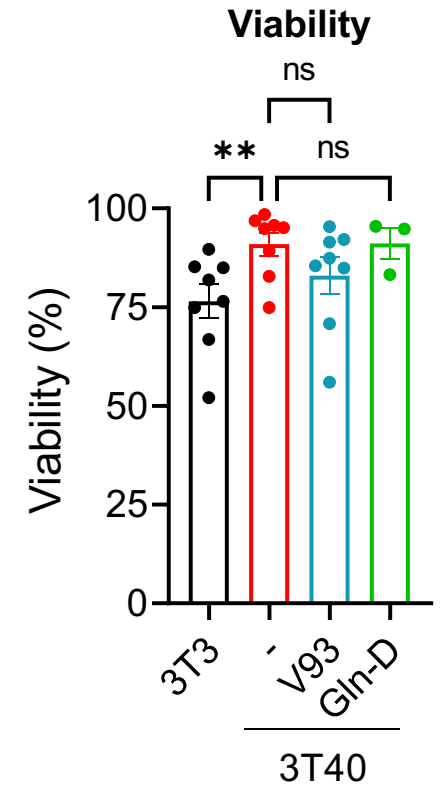 Viability
ns
** ns
100
75
50
25
0
Viability (%)
3T3 - V93 Gln-D
3T40